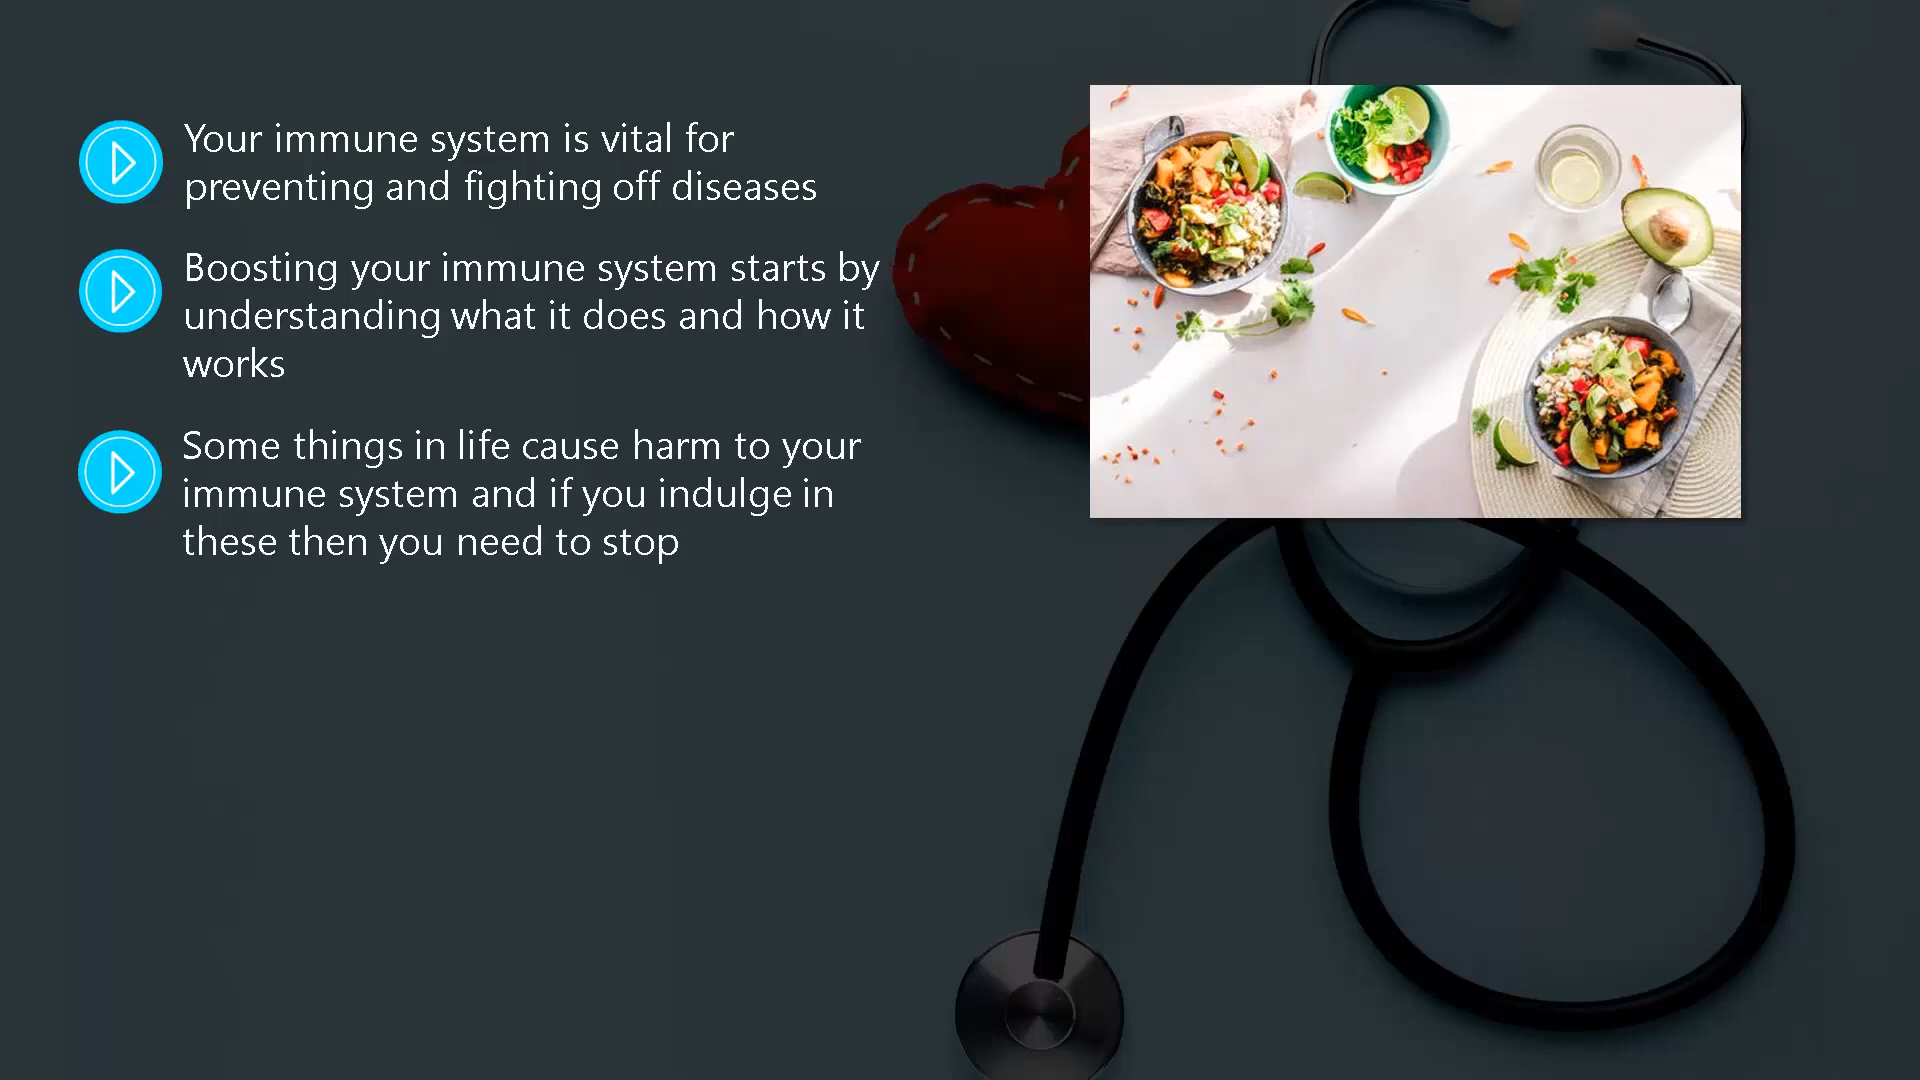 Your immune system is vital for
preventing and fighting off diseases
Boosting your immune system starts by
understanding what it does and how it
works
Some things in life cause harm to your
immune system and if you indulge in
these then you need to stop